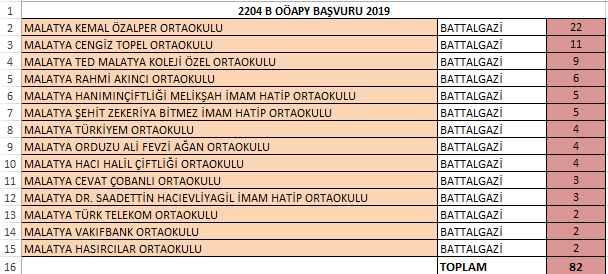 1 2204 B OÖAPY BAŞVURU 2019
2 MALATYA KEMAL ÖZALPER ORTAOKULU BATTALGAZİ 22
3 MALATYA CENGİZ TOPEL ORTAOKULU BATTALGAZİ 11
4 MALATYA TED MALATYA KOLEJİ ÖZEL ORTAOKULU BATTALGAZİ 9
5 MALATYA RAHMİ AKINCI ORTAOKULU BATTALGAZİ 6
6 MALATYA HANIMINÇİFTLİĞİ MELİKŞAH İMAM HATİP ORTAOKULU BATTALGAZİ 5
7 MALATYA ŞEHİT ZEKERİYA BİTMEZ İMAM HATİP ORTAOKULU BATTALGAZİ 5
8 MALATYA TÜRKİYEM ORTAOKULU BATTALGAZİ 4
9 MALATYA ORDUZU ALİ FEVZİ AĞAN ORTAOKULU BATTALGAZİ 4
10 MALATYA HACI HALİL ÇİFTLİĞİ ORTAOKULU BATTALGAZİ 4
11 MALATYA CEVAT ÇOBANLI ORTAOKULU BATTALGAZİ 3
12 MALATYA DR. SAADETTİN HACIEVLİYAGİL İMAM HATİP ORTAOKULU BATTALGAZİ 3
13 MALATYA TÜRK TELEKOM ORTAOKULU BATTALGAZİ 2
14 MALATYA VAKIFBANK ORTAOKULU BATTALGAZİ 2
15 MALATYA HASIRCILAR ORTAOKULU BATTALGAZİ 2
16 TOPLAM 82